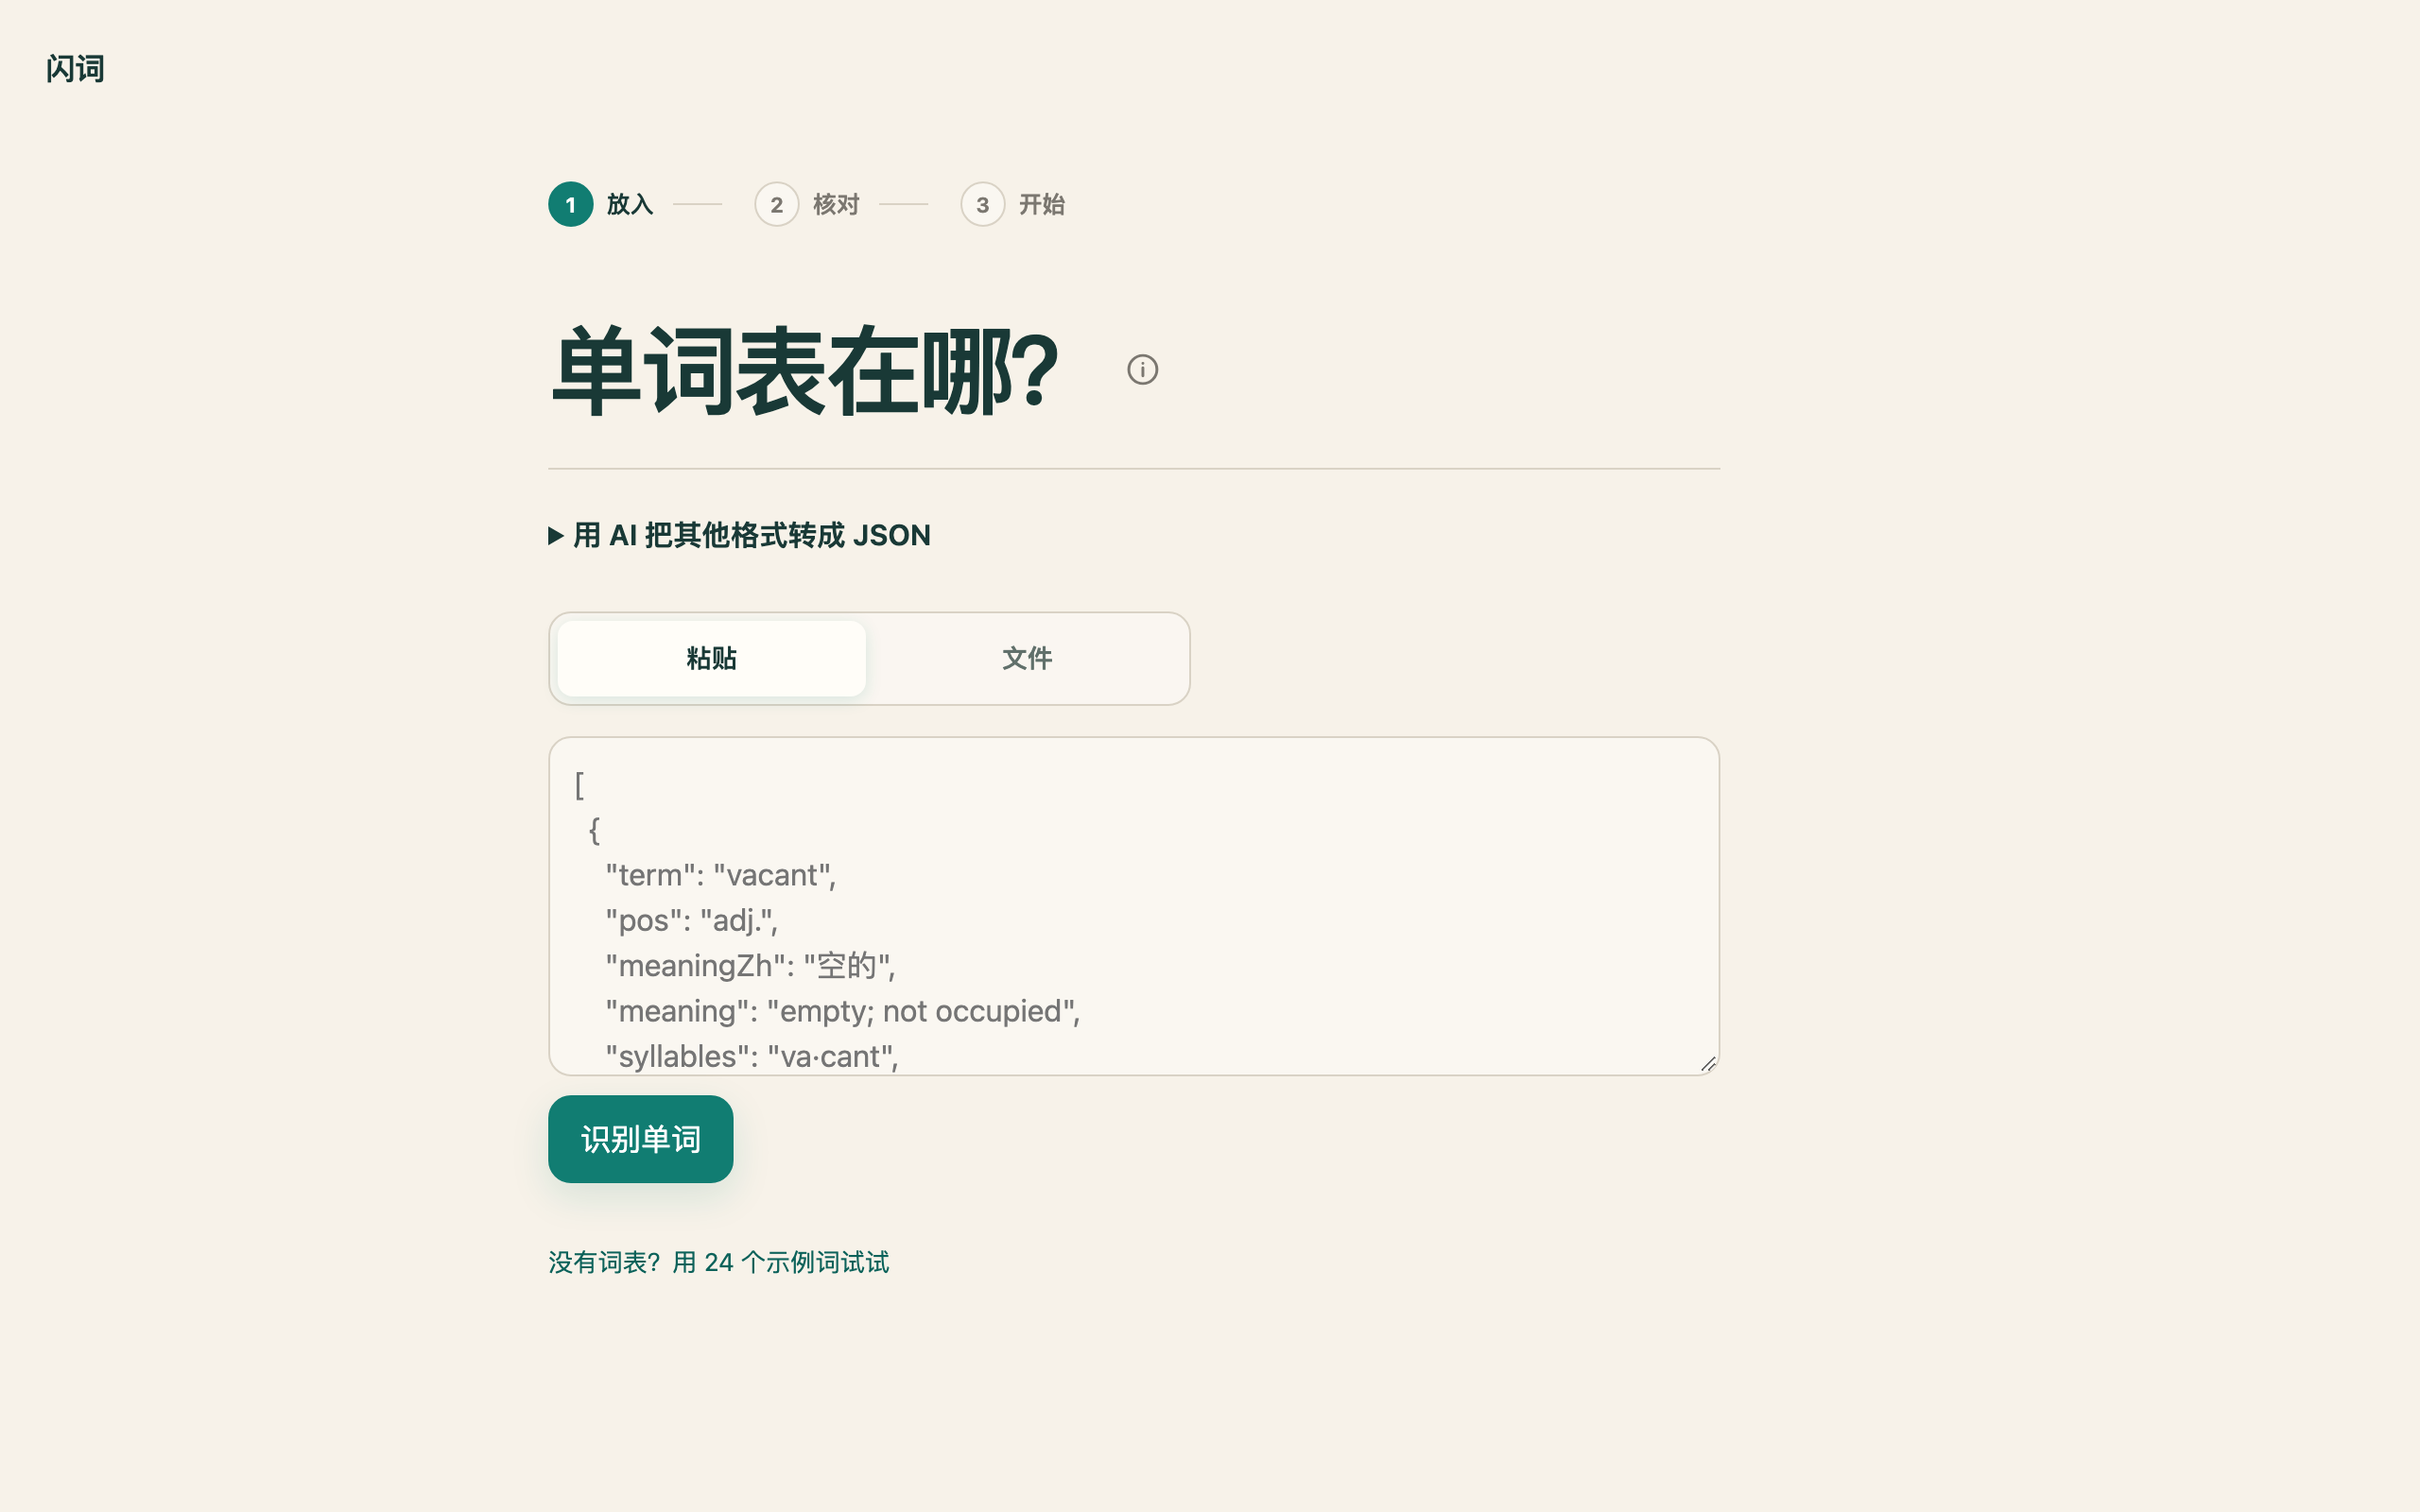 闪词
1 放入 2 核对 3 开始
单词表在哪?
用 AI 把其他格式转成 JSON
粘贴 文件
[
{
"term": "vacant",
"pos": "adj.",
"meaningZh": "空的",
"meaning": "empty; not occupied",
"syllables": "va·cant",
识别单词
没有词表? 用 24 个示例词试试